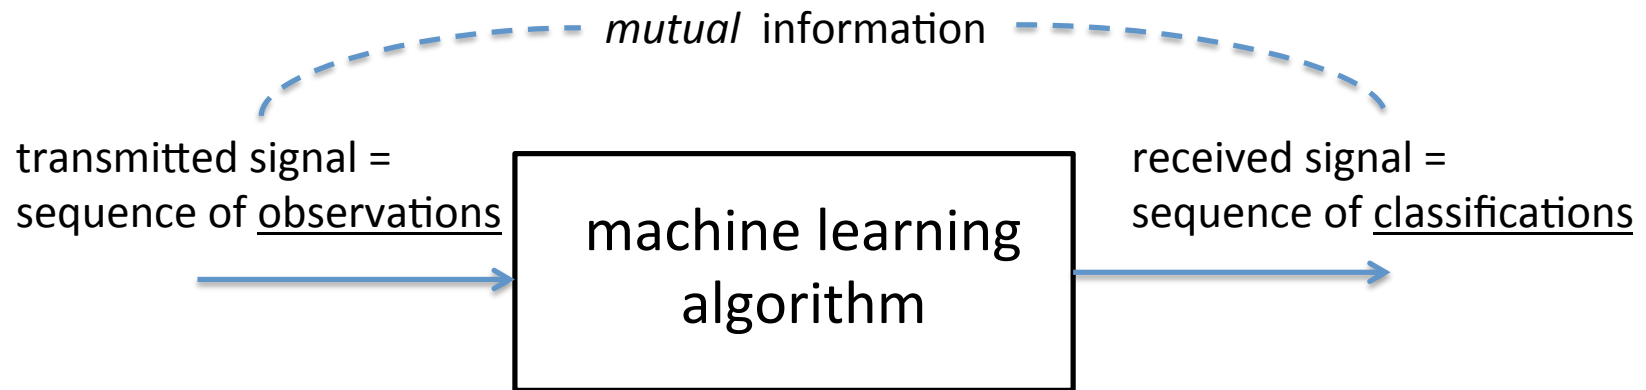 mutual information
transmitted signal =
sequence of observations
machine learning
algorithm
received signal =
sequence of classifications